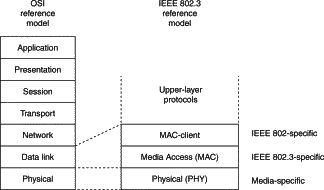 OSI
reference
model
IEEE 802.3
reference
model
Application
Presentation
Session
Transport
Network
Data link
Physical
Upper-layer
protocols
MAC-client
Media Access (MAC)
Physical (PHY)
IEEE 802-specific
IEEE 802.3-specific
Media-specific